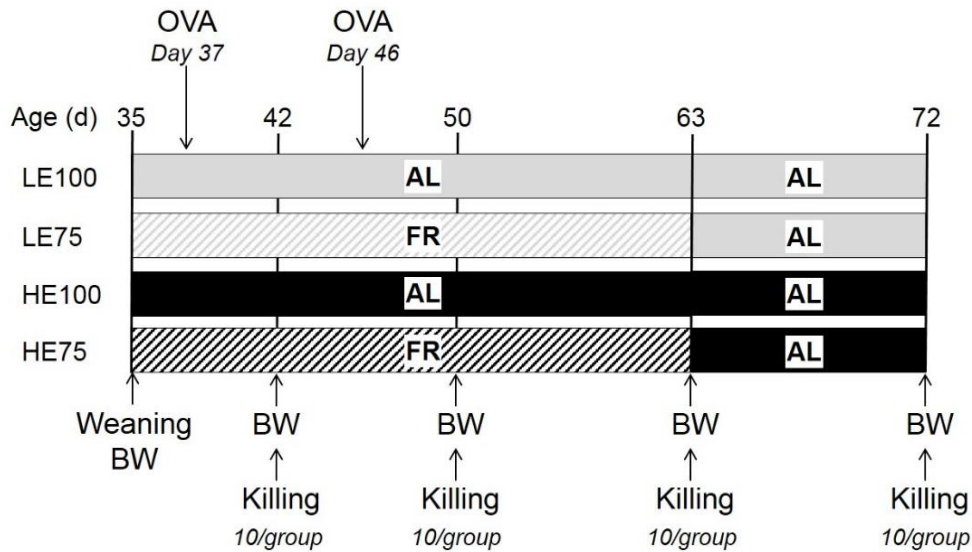 OVA OVA
Day 37 Day 46
Age (d) 35 42 50 63 72
LE100 AL AL
LE75 FR AL
HE100 AL AL
HE75 FR AL
Weaning BW BW BW BW
BW
Killing Killing Killing Killing
10/group 10/group 10/group 10/group